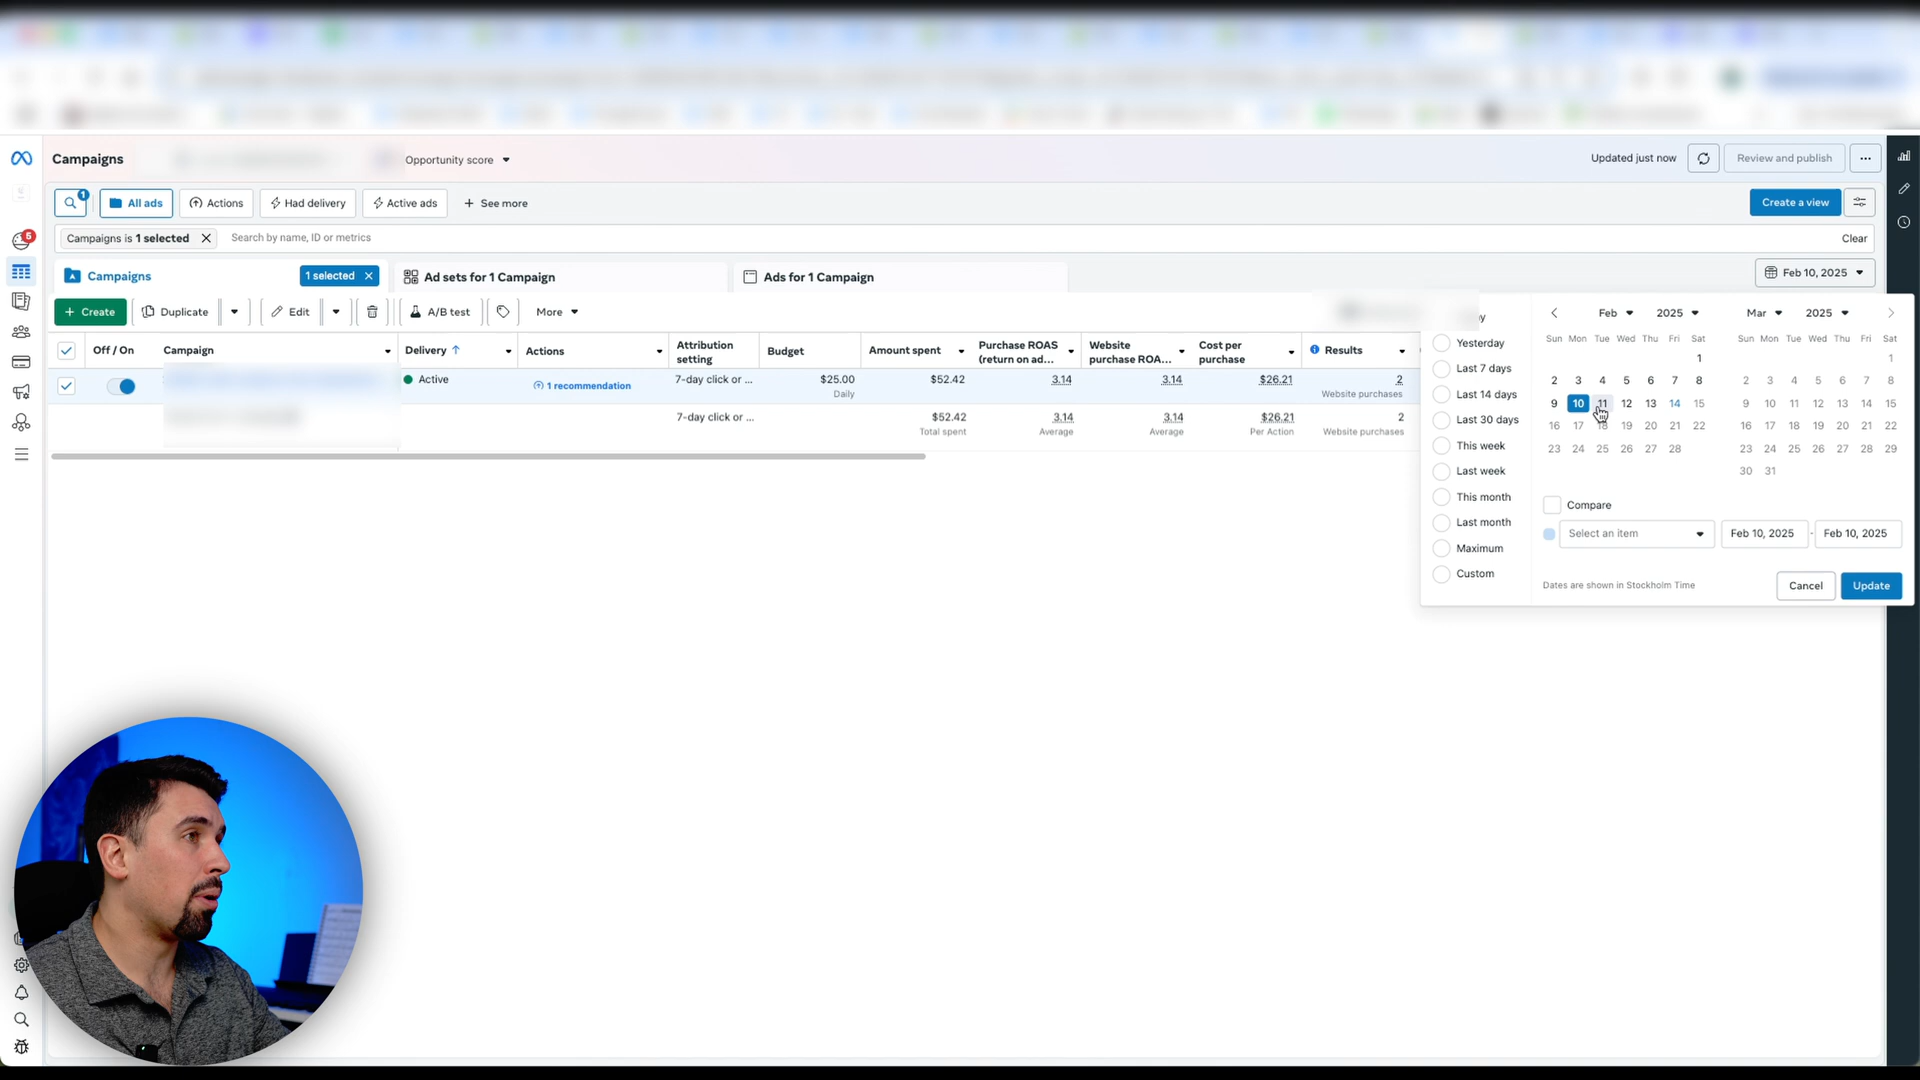 Campaigns
Opportunity score
Updated just now
Review and publish
1
All ads
Actions
Had delivery
Active ads
+ See more
Create a view
5
Campaigns is 1 selected
Search by name, ID or metrics
Clear
Campaigns
1 selected
Ad sets for 1 Campaign
Ads for 1 Campaign
Feb 10, 2025
+ Create
Duplicate
Edit
A/B test
More
Off / On
Campaign
Delivery
Actions
Attribution setting
Budget
Amount spent
Purchase ROAS (return on ad...
Website purchase ROA...
Cost per purchase
Results
Active
1 recommendation
7-day click or ...
$25.00
Daily
$52.42
3.14
3.14
$26.21
2
Website purchases
7-day click or ...
$52.42
Total spent
3.14
Average
3.14
Average
$26.21
Per Action
2
Website purchases
Yesterday
Last 7 days
Last 14 days
Last 30 days
This week
Last week
This month
Last month
Maximum
Custom
Feb 2025
Sun Mon Tue Wed Thu Fri Sat
1
2 3 4 5 6 7 8
9 10 11 12 13 14 15
16 17 18 19 20 21 22
23 24 25 26 27 28
Mar 2025
Sun Mon Tue Wed Thu Fri Sat
1
2 3 4 5 6 7 8
9 10 11 12 13 14 15
16 17 18 19 20 21 22
23 24 25 26 27 28 29
30 31
Compare
Select an item
Feb 10, 2025 - Feb 10, 2025
Dates are shown in Stockholm Time
Cancel
Update